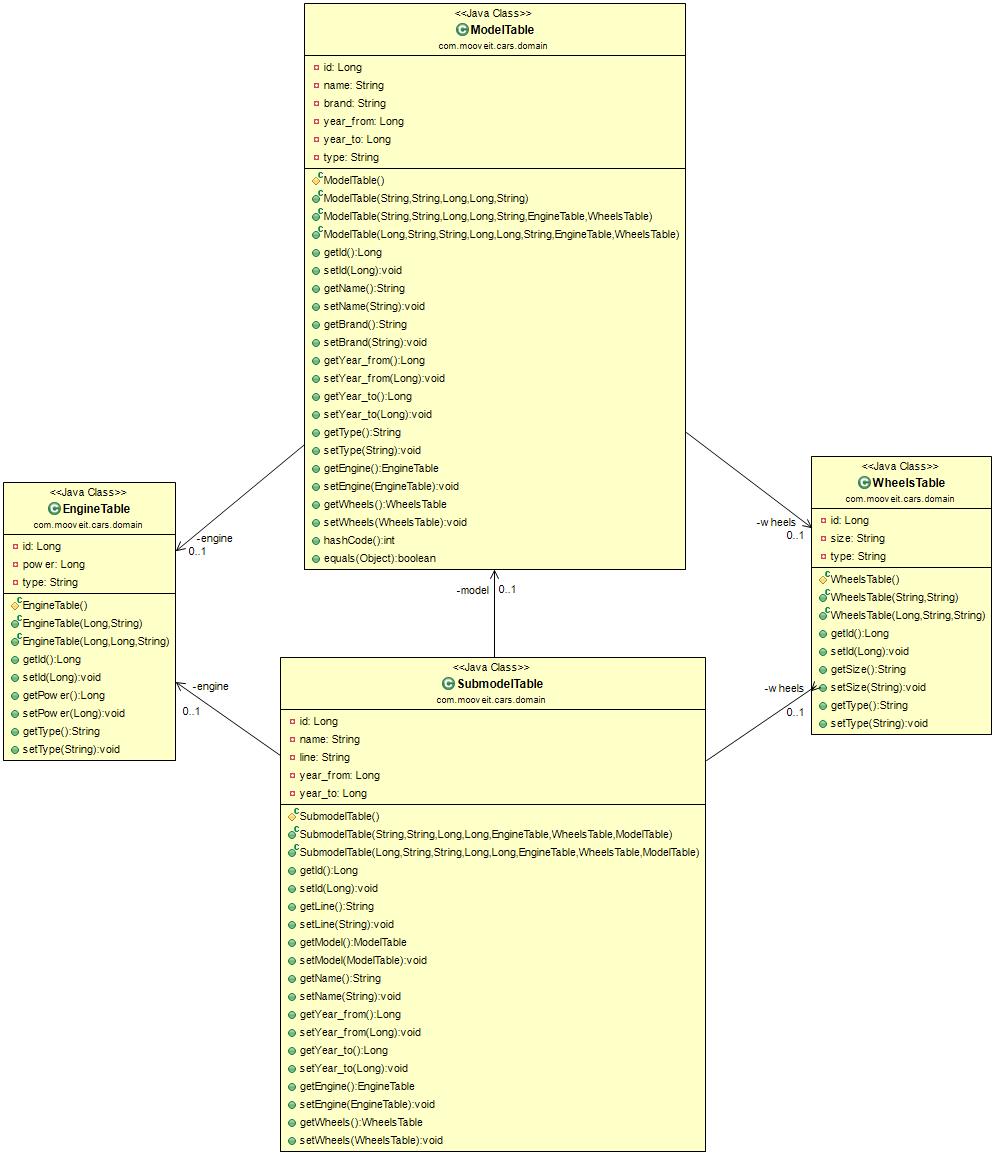 <<Java Class>>
ModelTable
com.mooveit.cars.domain
id: Long
name: String
brand: String
year_from: Long
year_to: Long
type: String
ModelTable()
ModelTable(String,String,Long,Long,String)
ModelTable(String,String,Long,Long,String,EngineTable,WheelsTable)
ModelTable(Long,String,String,Long,Long,String,EngineTable,WheelsTable)
getId():Long
setId(Long):void
getName():String
setName(String):void
getBrand():String
setBrand(String):void
getYear_from():Long
setYear_from(Long):void
getYear_to():Long
setYear_to(Long):void
getType():String
setType(String):void
getEngine():EngineTable
setEngine(EngineTable):void
getWheels():WheelsTable
setWheels(WheelsTable):void
hashCode():int
equals(Object):boolean
<<Java Class>>
EngineTable
com.mooveit.cars.domain
id: Long
power: Long
type: String
EngineTable()
EngineTable(Long,String)
EngineTable(Long,Long,String)
getId():Long
setId(Long):void
getPower():Long
setPower(Long):void
getType():String
setType(String):void
-engine
0..1
-engine
0..1
-model
0..1
-wheels
0..1
-wheels
0..1
<<Java Class>>
WheelsTable
com.mooveit.cars.domain
id: Long
size: String
type: String
WheelsTable()
WheelsTable(String,String)
WheelsTable(Long,String,String)
getId():Long
setId(Long):void
getSize():String
setSize(String):void
getType():String
setType(String):void
<<Java Class>>
SubmodelTable
com.mooveit.cars.domain
id: Long
name: String
line: String
year_from: Long
year_to: Long
SubmodelTable()
SubmodelTable(String,String,Long,Long,EngineTable,WheelsTable,ModelTable)
SubmodelTable(Long,String,String,Long,Long,EngineTable,WheelsTable,ModelTable)
getId():Long
setId(Long):void
getLine():String
setLine(String):void
getModel():ModelTable
setModel(ModelTable):void
getName():String
setName(String):void
getYear_from():Long
setYear_from(Long):void
getYear_to():Long
setYear_to(Long):void
getEngine():EngineTable
setEngine(EngineTable):void
getWheels():WheelsTable
setWheels(WheelsTable):void